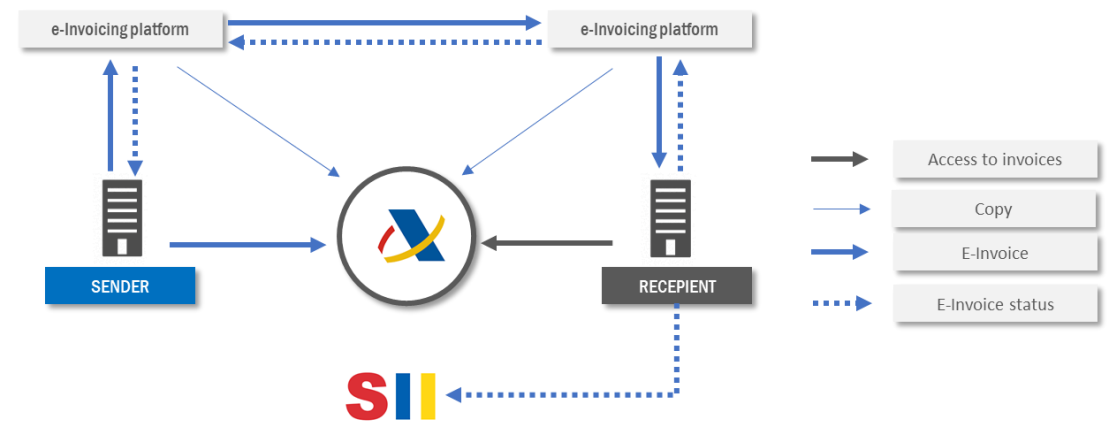 e-Invoicing platform
e-Invoicing platform
Access to invoices
Copy
E-Invoice
E-Invoice status
SENDER
RECEPIENT
SII